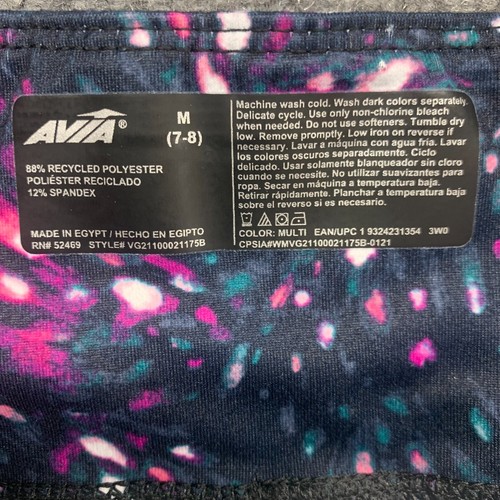 AVIA®
M
(7-8)
88% RECYCLED POLYESTER
POLIÉSTER RECICLADO
12% SPANDEX
MADE IN EGYPT / HECHO EN EGIPTO
RN# 52469 STYLE# VG21100021175B
Machine wash cold. Wash dark colors separately.
Delicate cycle. Use only non-chlorine bleach
when needed. Do not use softeners. Tumble dry
low. Remove promptly. Low iron on reverse if
necessary. Lavar a máquina con agua fría. Lavar
los colores oscuros separadamente. Ciclo
delicado. Usar solamente blanqueador sin cloro
cuando es necesario. No utilizar suavizantes para
ropa. Secar en máquina a temperatura baja.
Retirar rápidamente. Planchar a temperatura baja
sobre el reverso si es necesario.
COLOR: MULTI EAN/UPC 1 9324231354 3W0
CPSIA#WMVG21100021175B-0121